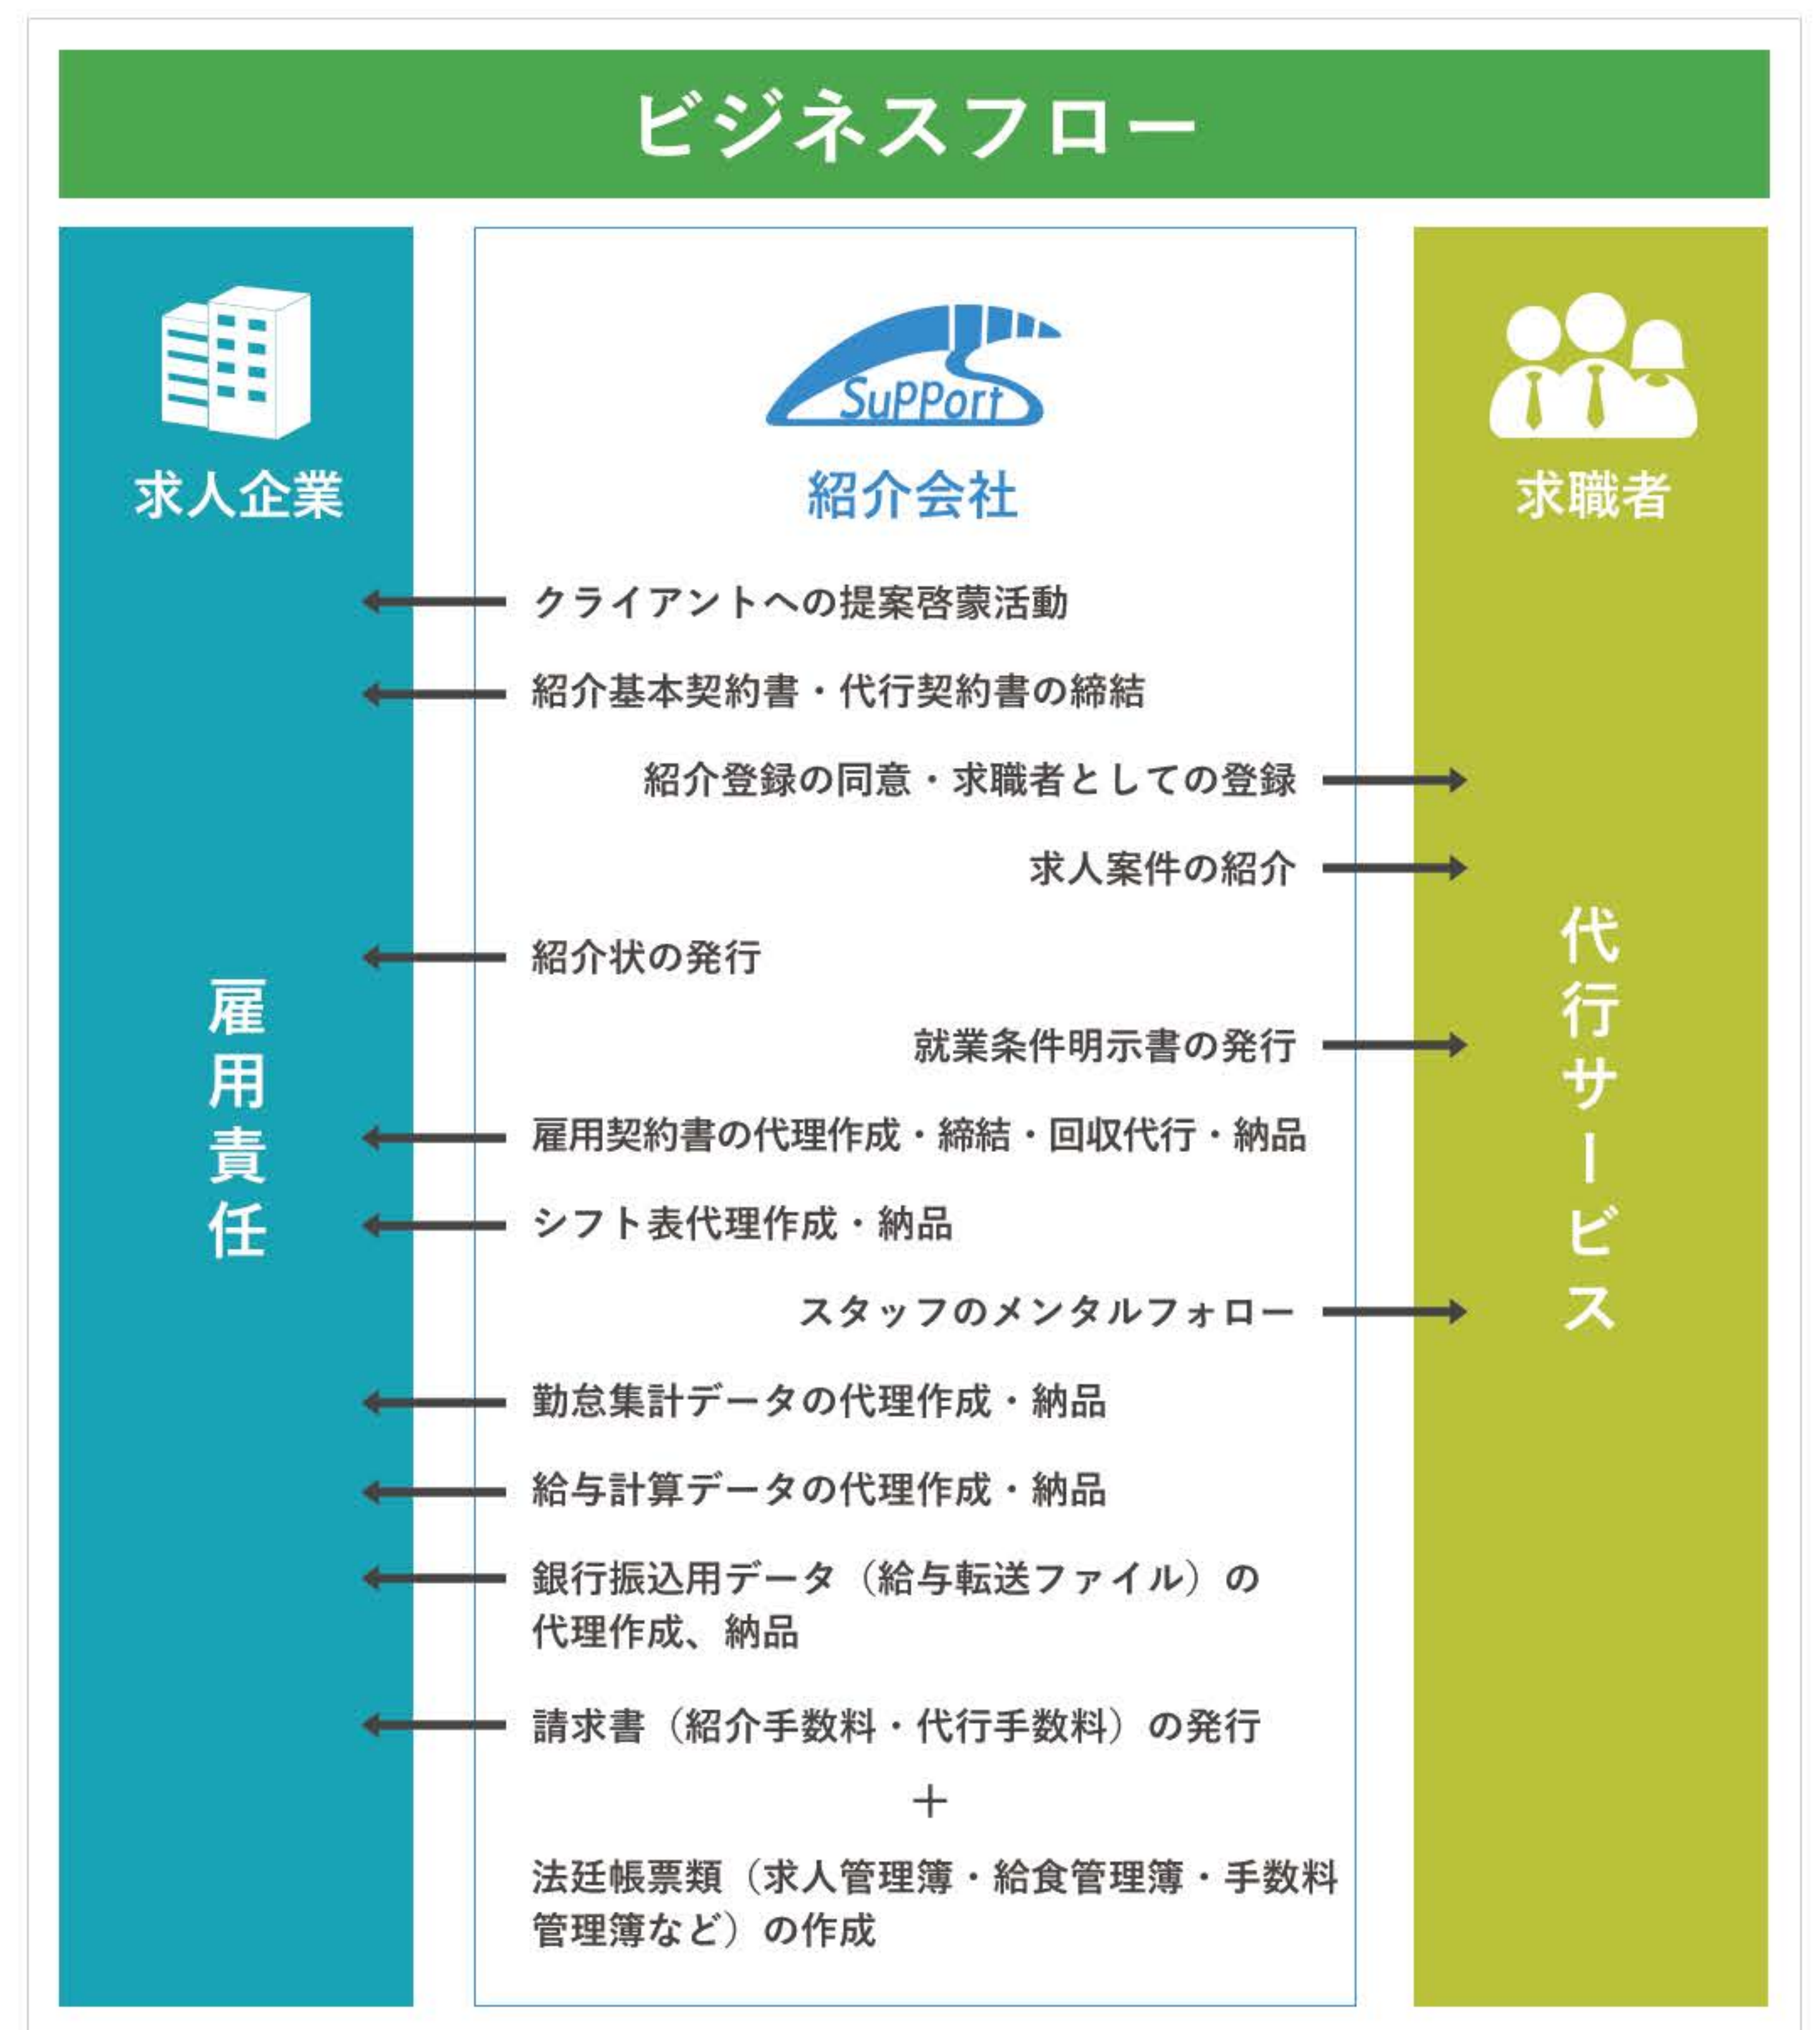 ビジネスフロー
求人企業
Support
紹介会社
求職者
クライアントへの提案啓蒙活動
紹介基本契約書・代行契約書の締結
紹介登録の同意・求職者としての登録
求人案件の紹介
紹介状の発行
就業条件明示書の発行
雇用契約書の代理作成・締結・回収代行・納品
シフト表代理作成・納品
スタッフのメンタルフォロー
勤怠集計データの代理作成・納品
給与計算データの代理作成・納品
銀行振込用データ（給与転送ファイル）の
代理作成、納品
請求書（紹介手数料・代行手数料）の発行
＋
法廷帳票類（求人管理簿・給食管理簿・手数料
管理簿など）の作成
雇用責任
代行サービス